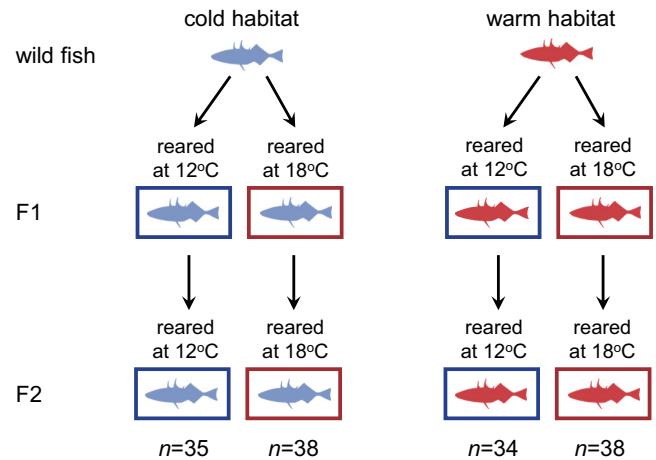 cold habitat warm habitat
wild fish
reared reared reared reared
at 12ºC at 18ºC at 12ºC at 18ºC
F1
reared reared reared reared
at 12ºC at 18ºC at 12ºC at 18ºC
F2
n=35 n=38 n=34 n=38